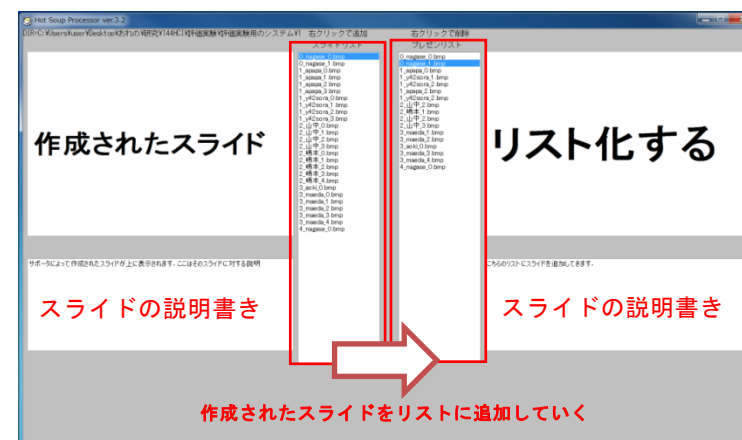 Hot Soup Processor ver.3.2
右クリックで追加
右クリックで削除
スライドリスト
プレゼンリスト
0_nagase_0.bmp
0_nagase_1.bmp
1_apapa_0.bmp
1_apapa_1.bmp
1_apapa_2.bmp
1_apapa_3.bmp
1_y42sora_0.bmp
1_y42sora_1.bmp
1_y42sora_2.bmp
1_y42sora_3.bmp
2_山中_0.bmp
2_山中_1.bmp
2_山中_2.bmp
2_山中_3.bmp
2_嶋本_0.bmp
2_嶋本_1.bmp
2_嶋本_2.bmp
2_嶋本_3.bmp
2_嶋本_4.bmp
3_aoki_0.bmp
3_maeda_0.bmp
3_maeda_1.bmp
3_maeda_2.bmp
3_maeda_3.bmp
3_maeda_4.bmp
4_nagase_0.bmp
0_nagase_0.bmp
0_nagase_1.bmp
1_apapa_0.bmp
1_y42sora_1.bmp
1_y42sora_2.bmp
1_apapa_2.bmp
1_y42sora_2.bmp
2_山中_2.bmp
2_嶋本_1.bmp
2_山中_2.bmp
2_山中_3.bmp
3_maeda_1.bmp
3_maeda_2.bmp
3_aoki_0.bmp
3_maeda_3.bmp
3_maeda_4.bmp
4_nagase_0.bmp
作成されたスライド
リスト化する
サポータによって作成されたスライドが上に表示されます。ここはそのスライドに対する説明
こちらのリストにスライドを追加してきます。
スライドの説明書き
スライドの説明書き
作成されたスライドをリストに追加していく